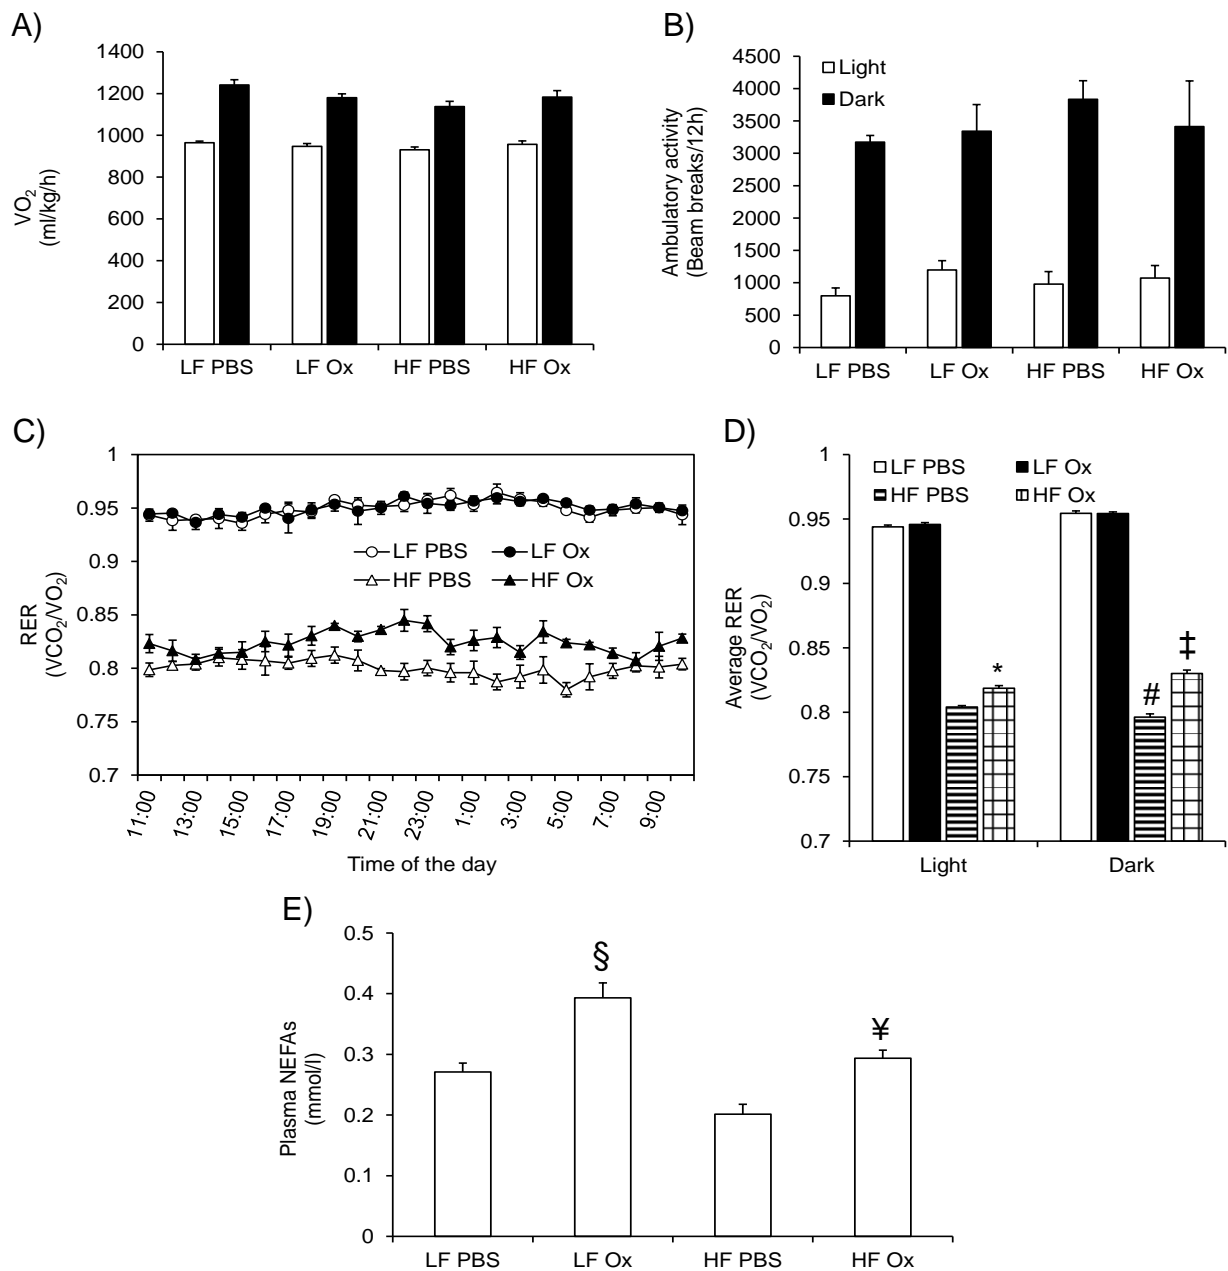 A)
1400
1200
1000
800
600
400
200
0
VO2
(ml/kg/h)
LF PBS LF Ox HF PBS HF Ox
B)
4500
4000
3500
3000
2500
2000
1500
1000
500
0
Ambulatory activity
(Beam breaks/12h)
Light
Dark
LF PBS LF Ox HF PBS HF Ox
C)
1
0.95
0.9
0.85
0.8
0.75
0.7
RER
(VCO2/VO2)
LF PBS LF Ox
HF PBS HF Ox
11:00 13:00 15:00 17:00 19:00 21:00 23:00 1:00 3:00 5:00 7:00 9:00
Time of the day
D)
1
0.95
0.9
0.85
0.8
0.75
0.7
Average RER
(VCO2/VO2)
LF PBS LF Ox
HF PBS HF Ox
*
#
‡
Light Dark
E)
0.5
0.4
0.3
0.2
0.1
0
Plasma NEFAs
(mmol/l)
§
¥
LF PBS LF Ox HF PBS HF Ox